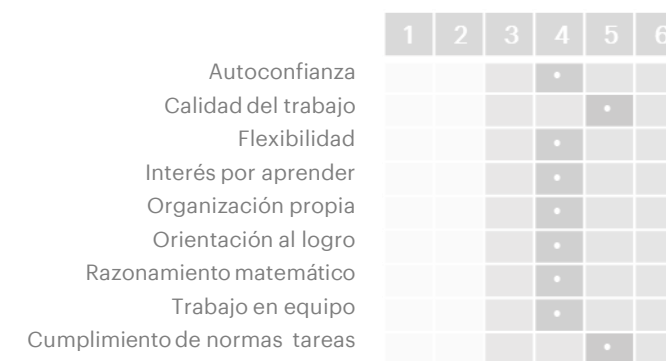 1 2 3 4 5 6
Autoconfianza
Calidad del trabajo
Flexibilidad
Interés por aprender
Organización propia
Orientación al logro
Razonamiento matemático
Trabajo en equipo
Cumplimiento de normas tareas